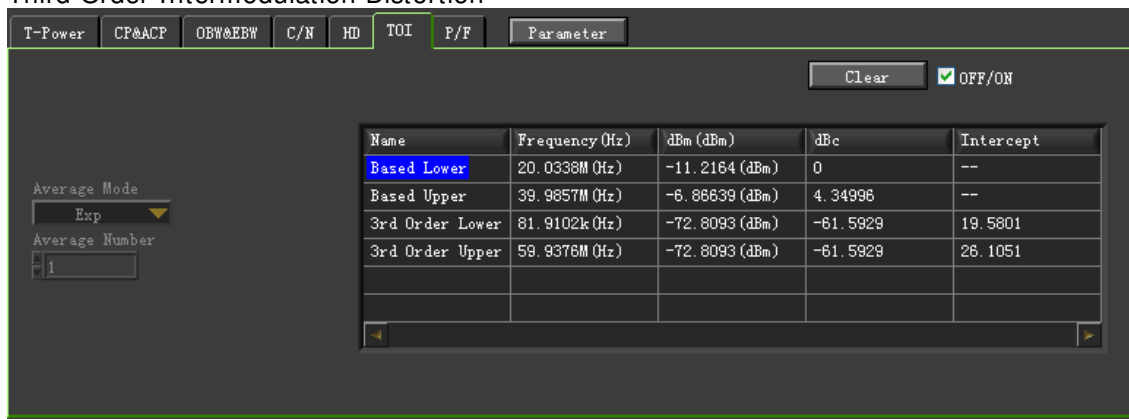 Third Order Intermodulation Distortion
T-Power CP&ACP OBW&EBW C/N HD TOI P/F Parameter
Clear OFF/ON
Name Frequency(Hz) dBm(dBm) dBc Intercept
Based Lower 20.0338M(Hz) -11.2164(dBm) 0 --
Based Upper 39.9857M(Hz) -6.86639(dBm) 4.34996 --
3rd Order Lower 81.9102k(Hz) -72.8093(dBm) -61.5929 19.5801
3rd Order Upper 59.9376M(Hz) -72.8093(dBm) -61.5929 26.1051
Average Mode
Exp
Average Number
1